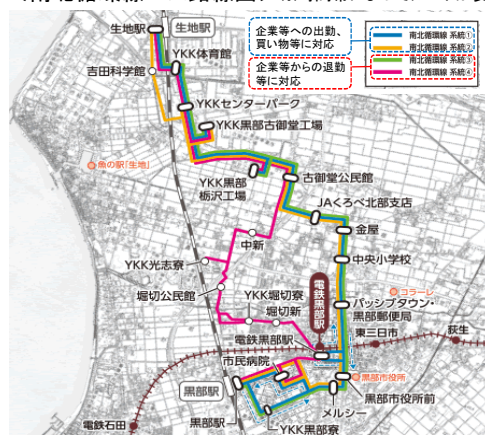 企業等への出勤、
買い物等に対応
企業等からの退勤
等に対応
南北循環線 系統①
南北循環線 系統②
南北循環線 系統③
南北循環線 系統④
生地駅
生地駅
吉田科学館
YKK体育館
YKKセンターパーク
YKK黒部古御堂工場
魚の駅「生地」
YKK黒部
栃沢工場
古御堂公民館
JAくろべ北部支店
金屋
中新
中央小学校
YKK光志寮
堀切公民館
YKK堀切寮
堀切新
電鉄黒部駅
コラーレ
パッシブタウン・
黒部郵便局
電鉄黒部駅
東三日市
荻生
市民病院
黒部市役所
黒部駅
黒部市役所前
メルシー
黒部駅
YKK黒部寮
電鉄石田